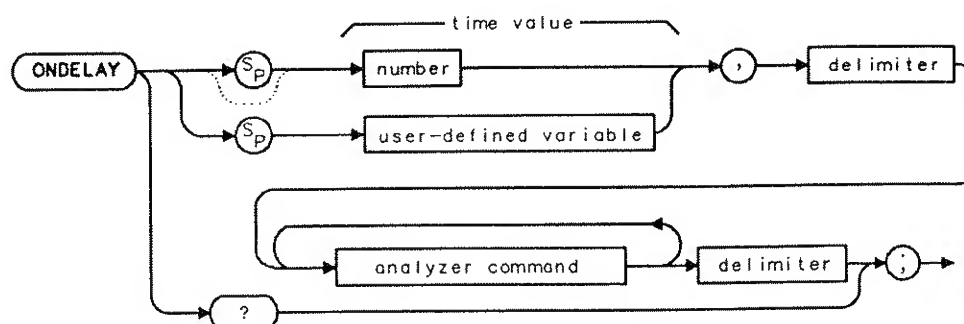 time value
ONDELAY
SP
number
,
delimiter
SP
user-defined variable
analyzer command
delimiter
;
?